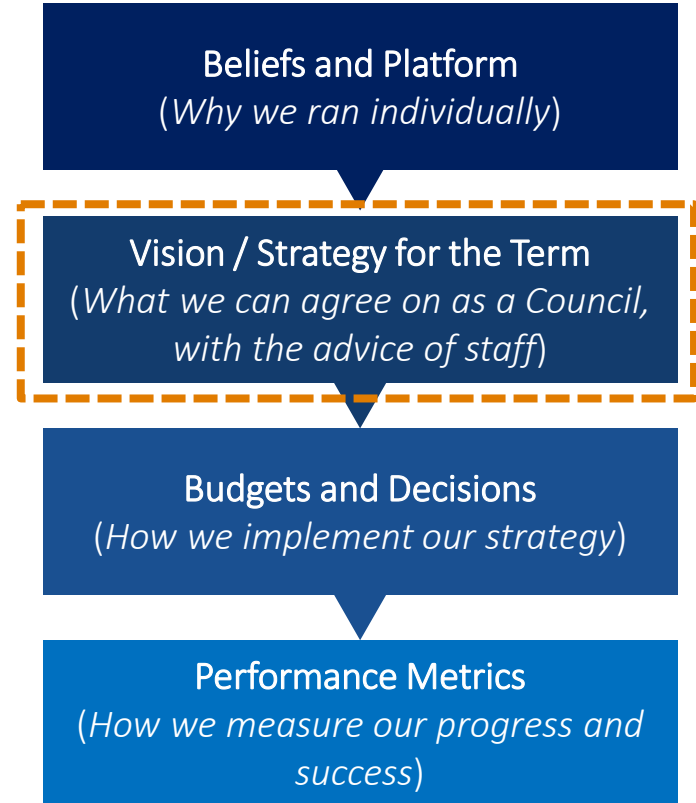 Beliefs and Platform
(Why we ran individually)
Vision / Strategy for the Term
(What we can agree on as a Council,
with the advice of staff)
Budgets and Decisions
(How we implement our strategy)
Performance Metrics
(How we measure our progress and
success)